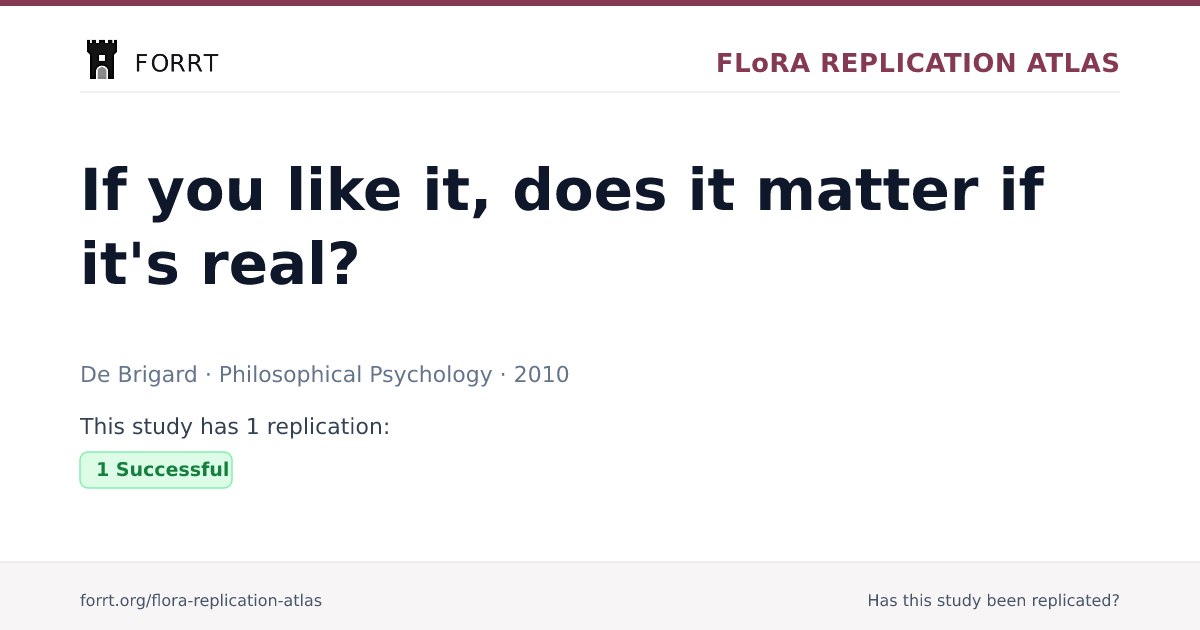 FORRT
FLoRA REPLICATION ATLAS
If you like it, does it matter if
it's real?
De Brigard · Philosophical Psychology · 2010
This study has 1 replication:
1 Successful
forrt.org/flora-replication-atlas
Has this study been replicated?